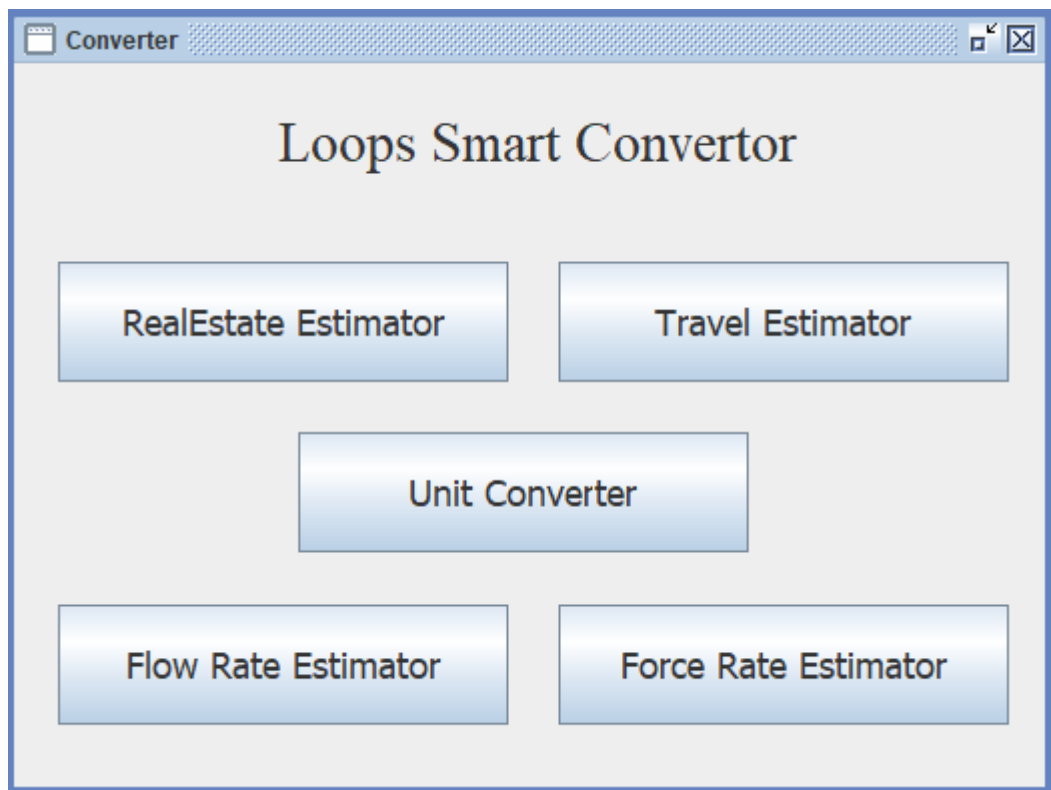 Converter
Loops Smart Convertor
RealEstate Estimator
Travel Estimator
Unit Converter
Flow Rate Estimator
Force Rate Estimator